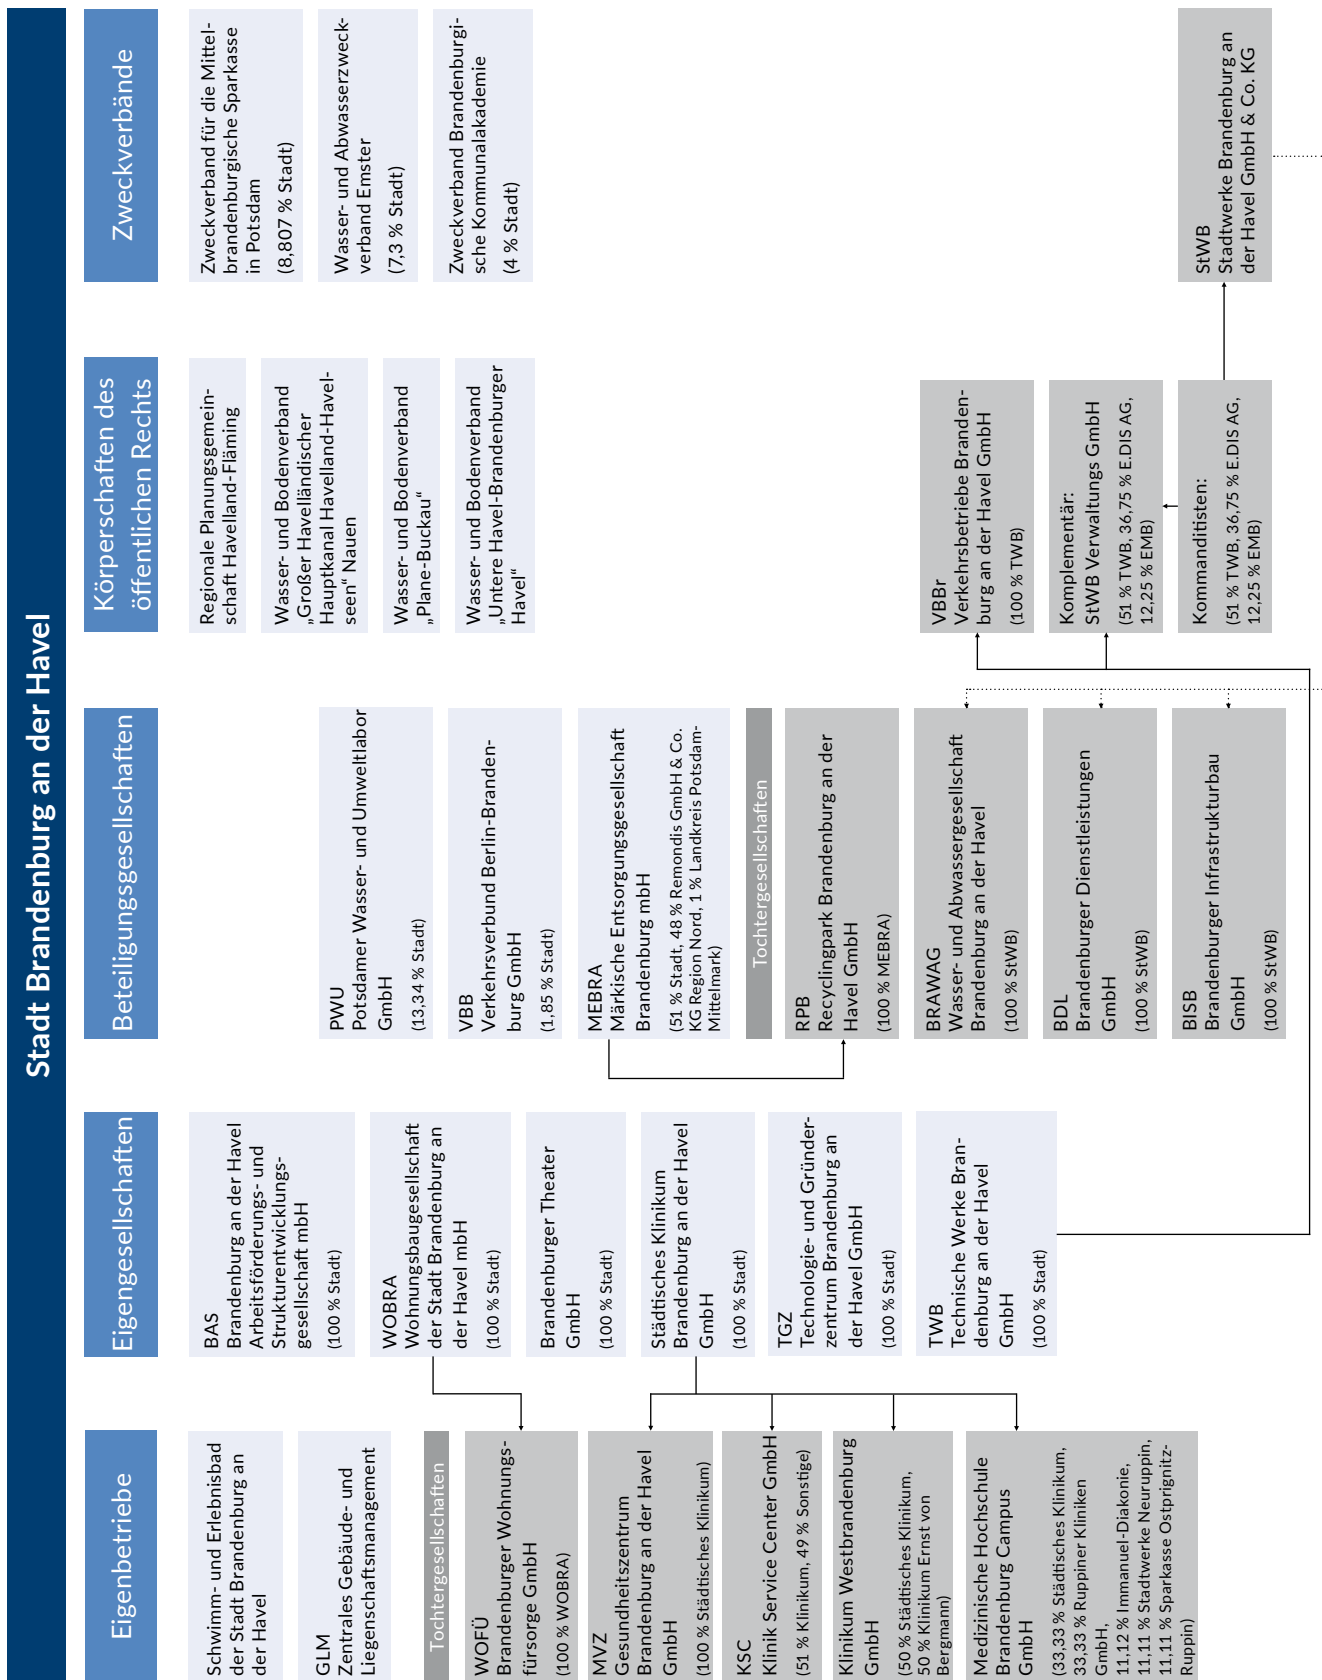 Stadt Brandenburg an der Havel
Eigenbetriebe
Schwimm- und Erlebnisbad
der Stadt Brandenburg an
der Havel
GLM
Zentrales Gebäude- und
Liegenschaftsmanagement
Tochtergesellschaften
WOFÜ
Brandenburger Wohnungs-
fürsorge GmbH
(100 % WOBRA)
MVZ
Gesundheitszentrum
Brandenburg an der Havel
GmbH
(100 % Städtisches Klinikum)
KSC
Klinik Service Center GmbH
(51 % Klinikum, 49 % Sonstige)
Klinikum Westbrandenburg
GmbH
(50 % Städtisches Klinikum,
50 % Klinikum Ernst von
Bergmann)
Medizinische Hochschule
Brandenburg Campus
GmbH
(33,33 % Städtisches Klinikum,
33,33 % Ruppiner Kliniken
GmbH,
11,12 % Immanuel-Diakonie,
11,11 % Stadtwerke Neuruppin,
11,11 % Sparkasse Ostprignitz-
Ruppin)
Eigengesellschaften
BAS
Brandenburg an der Havel
Arbeitsförderungs- und
Strukturentwicklungs-
gesellschaft mbH
(100 % Stadt)
WOBRA
Wohnungsbaugesellschaft
der Stadt Brandenburg an
der Havel mbH
(100 % Stadt)
Brandenburger Theater
GmbH
(100 % Stadt)
Städtisches Klinikum
Brandenburg an der Havel
GmbH
(100 % Stadt)
TGZ
Technologie- und Gründer-
zentrum Brandenburg an
der Havel GmbH
(100 % Stadt)
TWB
Technische Werke Bran-
denburg an der Havel
GmbH
(100 % Stadt)
Beteiligungsgesellschaften
PWU
Potsdamer Wasser- und Umweltlabor
GmbH
(13,34 % Stadt)
VBB
Verkehrsverbund Berlin-Branden-
burg GmbH
(1,85 % Stadt)
MEBRA
Märkische Entsorgungsgesellschaft
Brandenburg mbH
(51 % Stadt, 48 % Remondis GmbH & Co.
KG Region Nord, 1 % Landkreis Potsdam-
Mittelmark)
Tochtergesellschaften
RPB
Recyclingpark Brandenburg an der
Havel GmbH
(100 % MEBRA)
BRAWAG
Wasser- und Abwassergesellschaft
Brandenburg an der Havel
(100 % StWB)
BDL
Brandenburger Dienstleistungen
GmbH
(100 % StWB)
BISB
Brandenburger Infrastrukturbau
GmbH
(100 % StWB)
Körperschaften des
öffentlichen Rechts
Regionale Planungsgemein-
schaft Havelland-Fläming
Wasser- und Bodenverband
„Großer Havelländischer
Hauptkanal Havelland-Havel-
seen“ Nauen
Wasser- und Bodenverband
„Plane-Buckau“
Wasser- und Bodenverband
„Untere Havel-Brandenburger
Havel“
VBBr
Verkehrsbetriebe Branden-
burg an der Havel GmbH
(100 % TWB)
Komplementär:
StWB Verwaltungs GmbH
(51 % TWB, 36,75 % E.DIS AG,
12,25 % EMB)
Kommanditisten:
(51 % TWB, 36,75 % E.DIS AG,
12,25 % EMB)
Zweckverbände
Zweckverband für die Mittel-
brandenburgische Sparkasse
in Potsdam
(8,807 % Stadt)
Wasser- und Abwasserzweck-
verband Emster
(7,3 % Stadt)
Zweckverband Brandenburgi-
sche Kommunalakademie
(4 % Stadt)
StWB
Stadtwerke Brandenburg an
der Havel GmbH & Co. KG